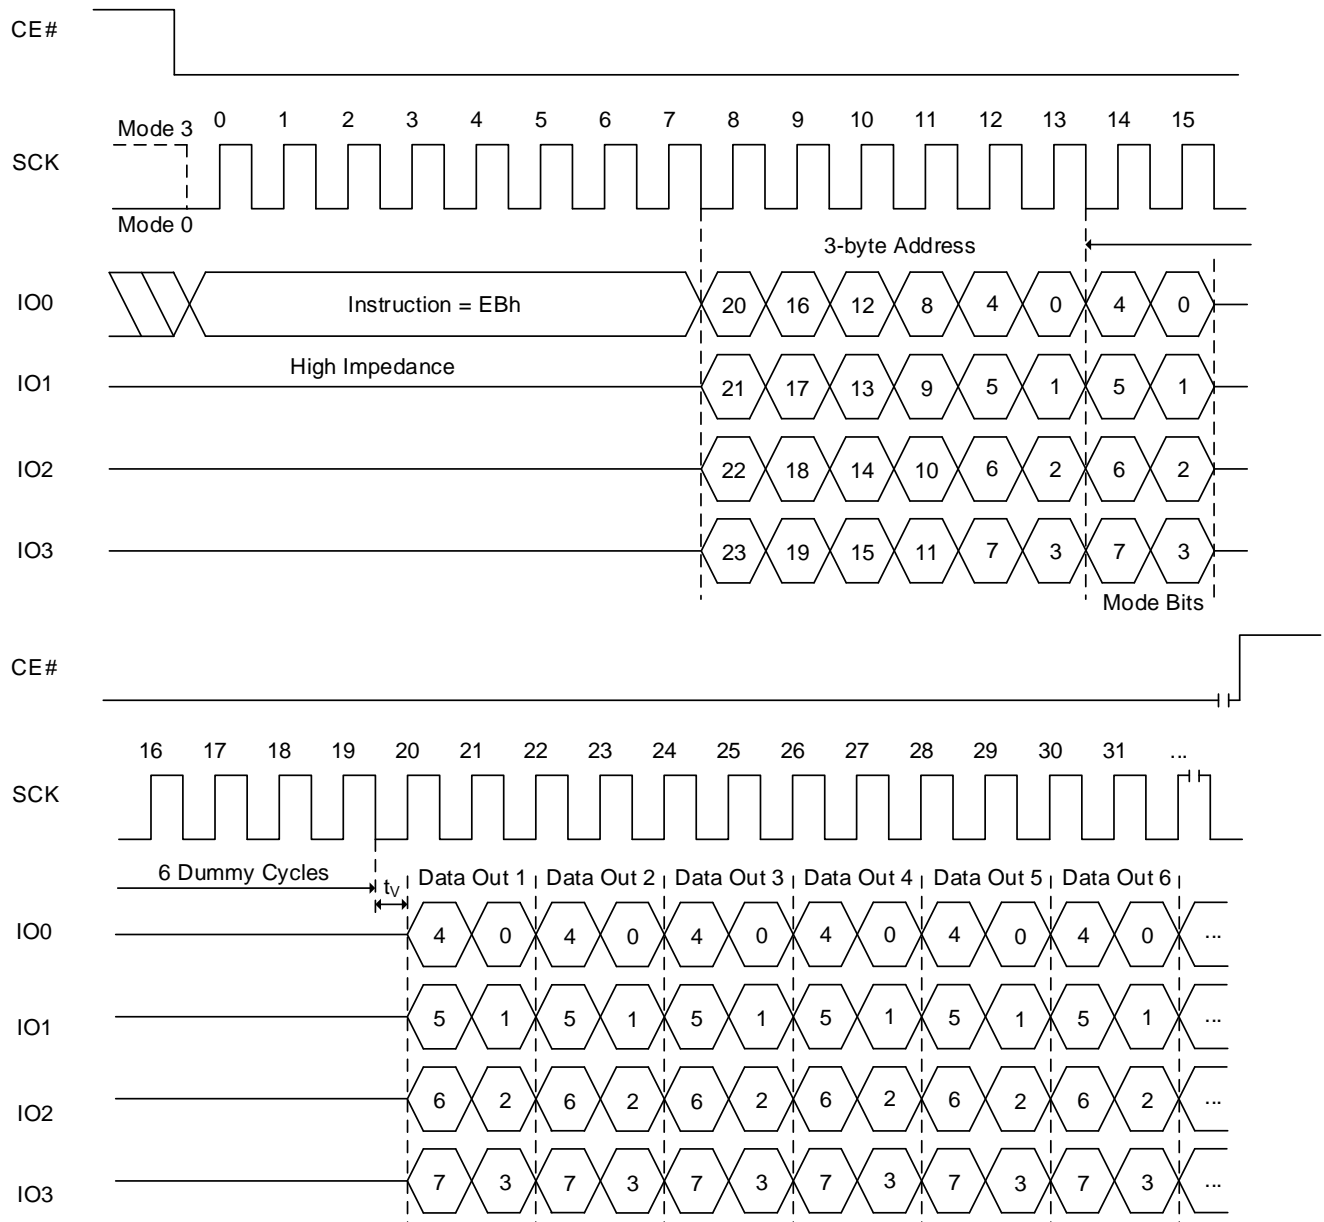 CE#
Mode 3 0 1 2 3 4 5 6 7 8 9 10 11 12 13 14 15
SCK
Mode 0
3-byte Address
IO0 Instruction = EBh 20 16 12 8 4 0 4 0
High Impedance
IO1 21 17 13 9 5 1 5 1
IO2 22 18 14 10 6 2 6 2
IO3 23 19 15 11 7 3 7 3
Mode Bits
CE#
16 17 18 19 20 21 22 23 24 25 26 27 28 29 30 31 ...
SCK
6 Dummy Cycles tV Data Out 1 Data Out 2 Data Out 3 Data Out 4 Data Out 5 Data Out 6
IO0 4 0 4 0 4 0 4 0 4 0 4 0 ...
IO1 5 1 5 1 5 1 5 1 5 1 5 1 ...
IO2 6 2 6 2 6 2 6 2 6 2 6 2 ...
IO3 7 3 7 3 7 3 7 3 7 3 7 3 ...